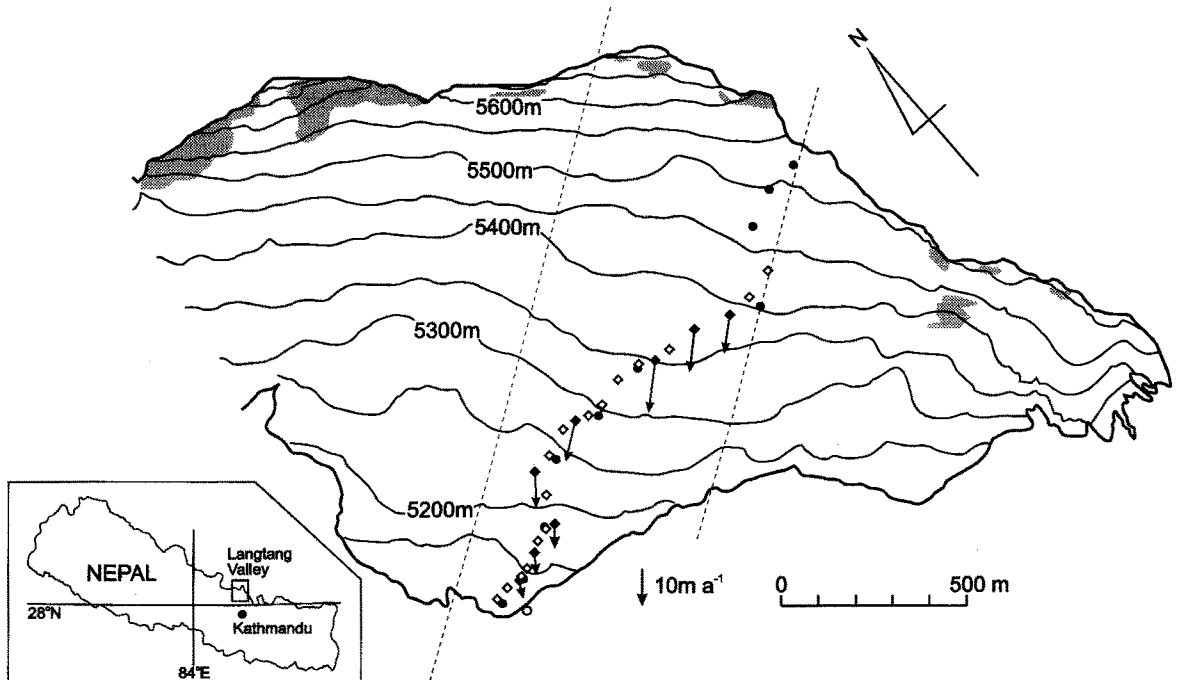 N
5600m
5500m
5400m
5300m
5200m
10m a⁻¹
0 500 m
NEPAL
Langtang
Valley
28°N
Kathmandu
84°E